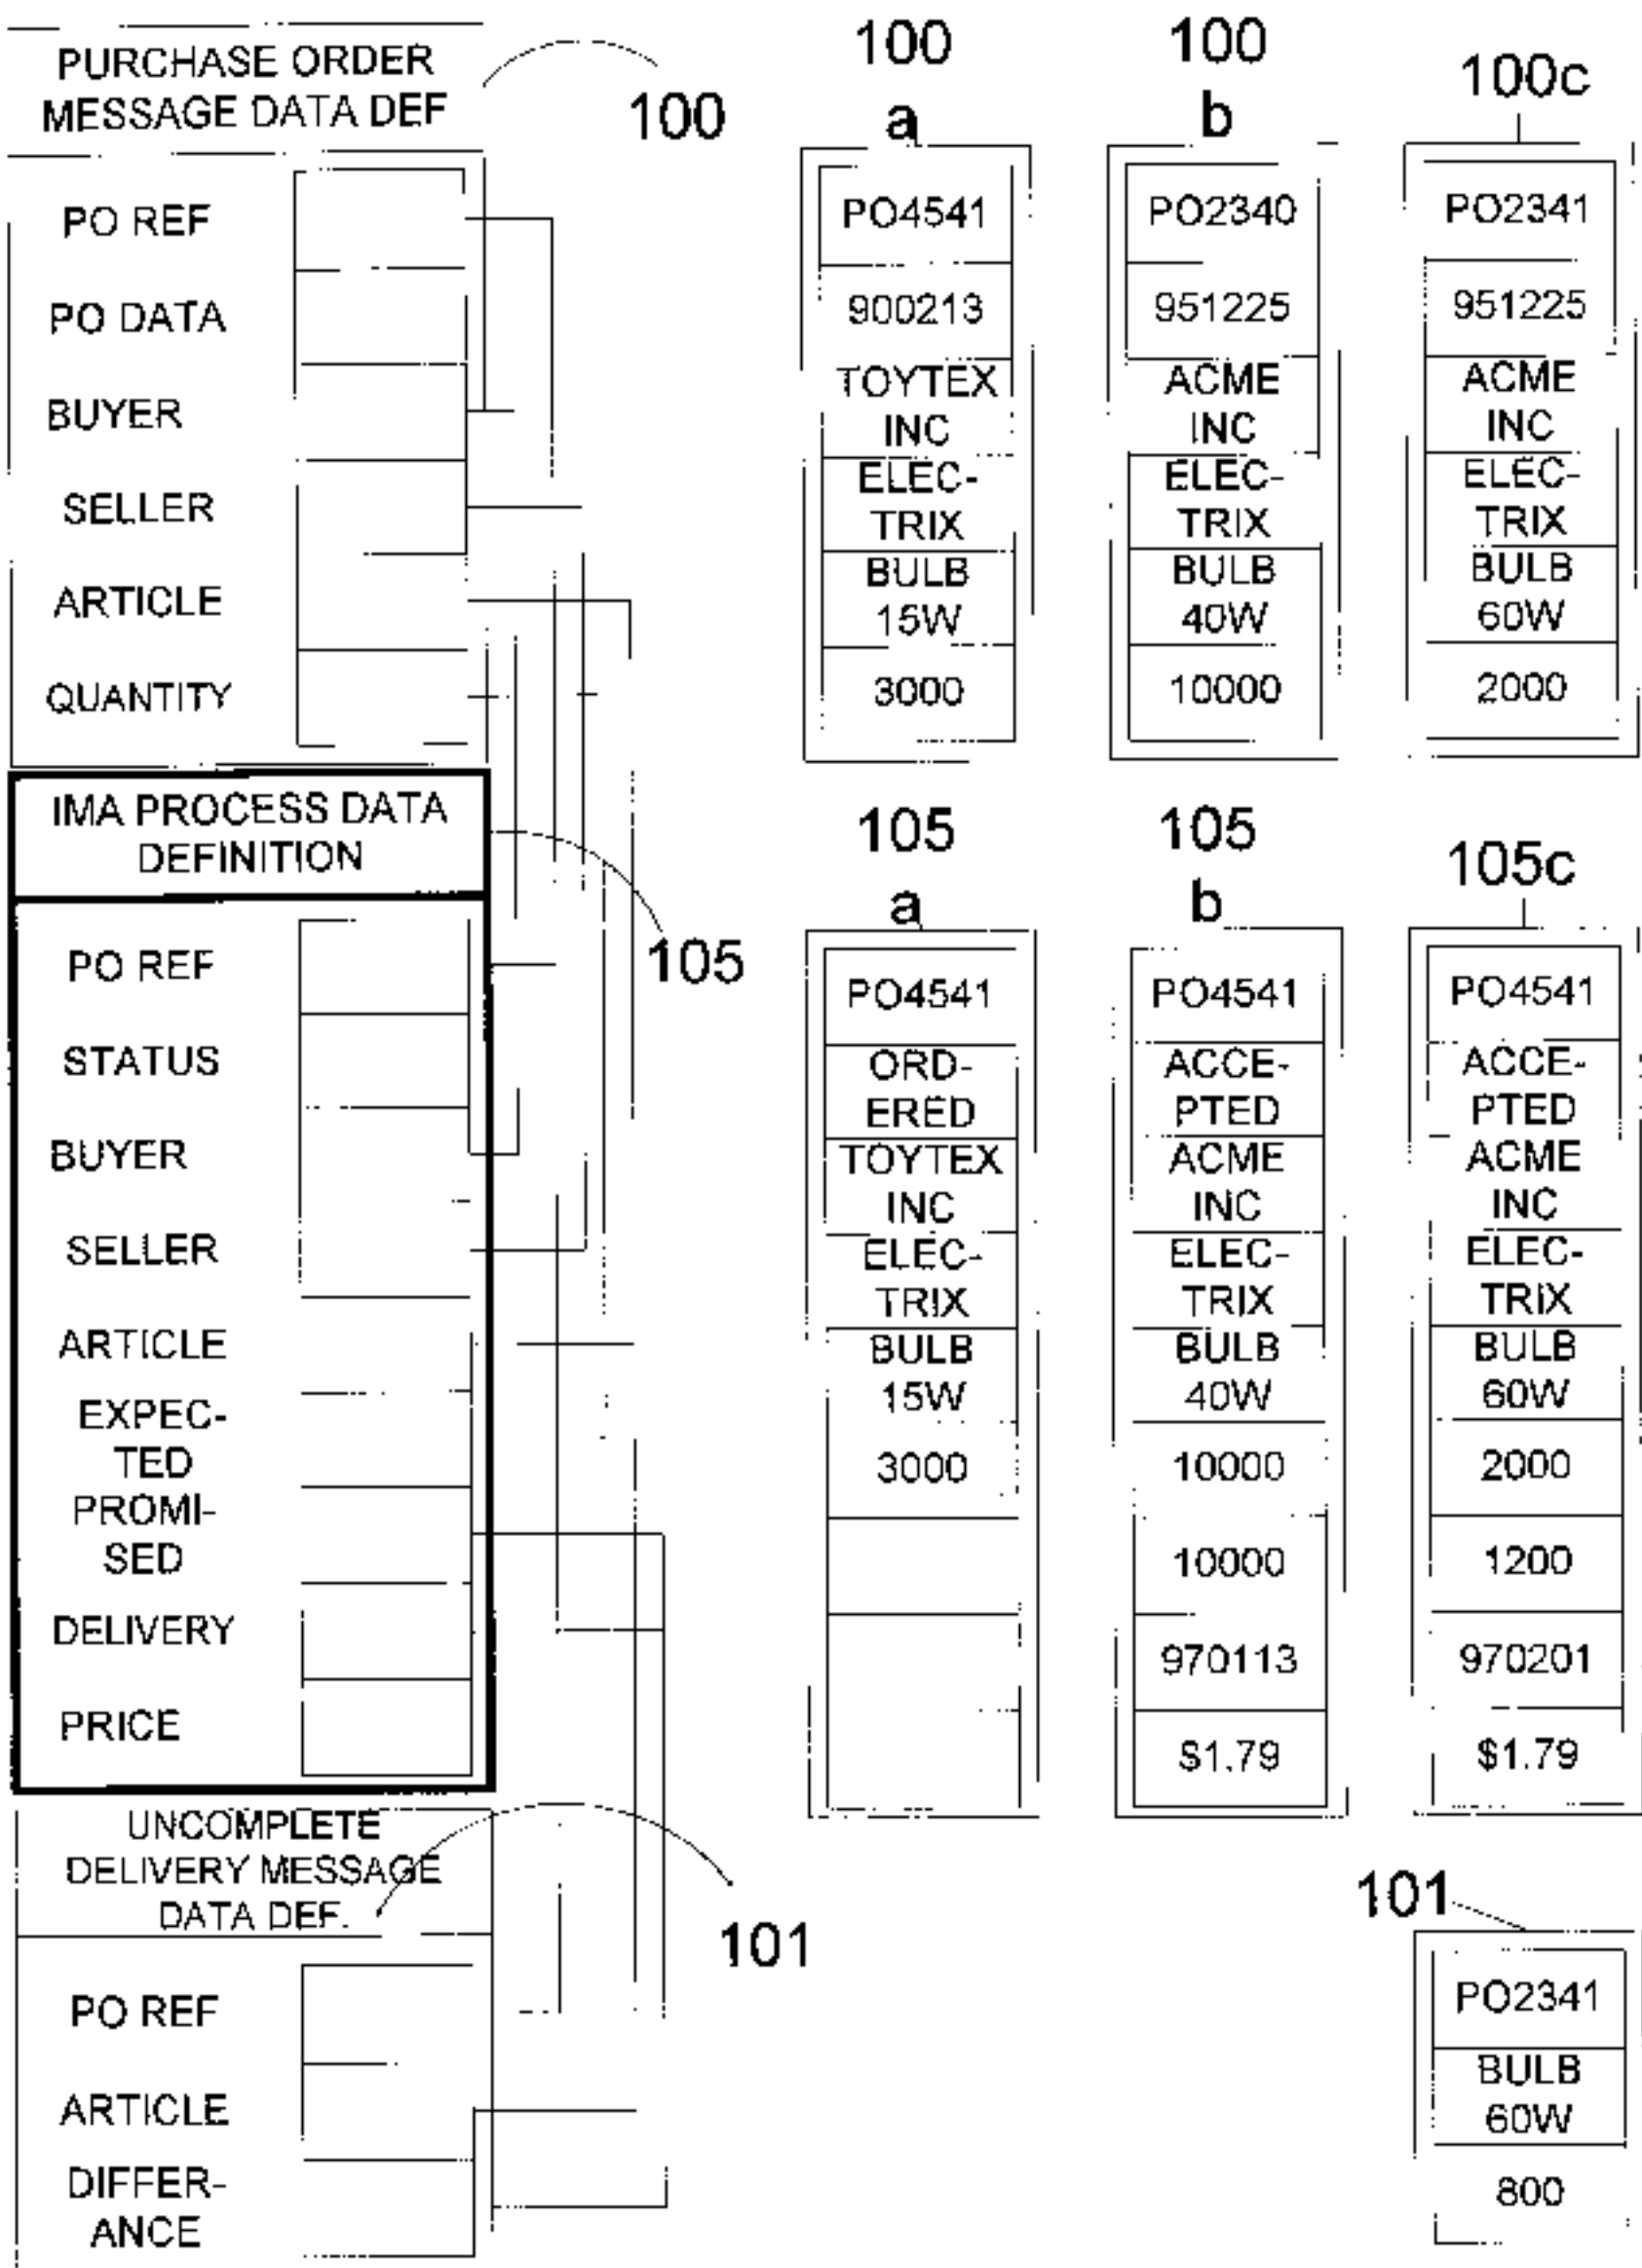 PURCHASE ORDER
MESSAGE DATA DEF
100
100
a
100
b
100c
PO REF
PO4541
PO2340
PO2341
PO DATA
900213
951225
951225
BUYER
TOYTEX
INC
ACME
INC
ACME
INC
SELLER
ELEC-
TRIX
ELEC-
TRIX
ELEC-
TRIX
ARTICLE
BULB
15W
BULB
40W
BULB
60W
QUANTITY
3000
10000
2000
IMA PROCESS DATA
DEFINITION
105
105
a
105
b
105c
PO REF
PO4541
PO4541
PO4541
STATUS
ORD-
ERED
ACCE-
PTED
ACCE-
PTED
BUYER
TOYTEX
INC
ACME
INC
ACME
INC
SELLER
ELEC-
TRIX
ELEC-
TRIX
ELEC-
TRIX
ARTICLE
BULB
15W
BULB
40W
BULB
60W
EXPEC-
TED
3000
10000
2000
PROMI-
SED
10000
1200
DELIVERY
970113
970201
PRICE
$1.79
$1.79
UNCOMPLETE
DELIVERY MESSAGE
DATA DEF.
101
101
PO REF
PO2341
ARTICLE
BULB
60W
DIFFER-
ANCE
800